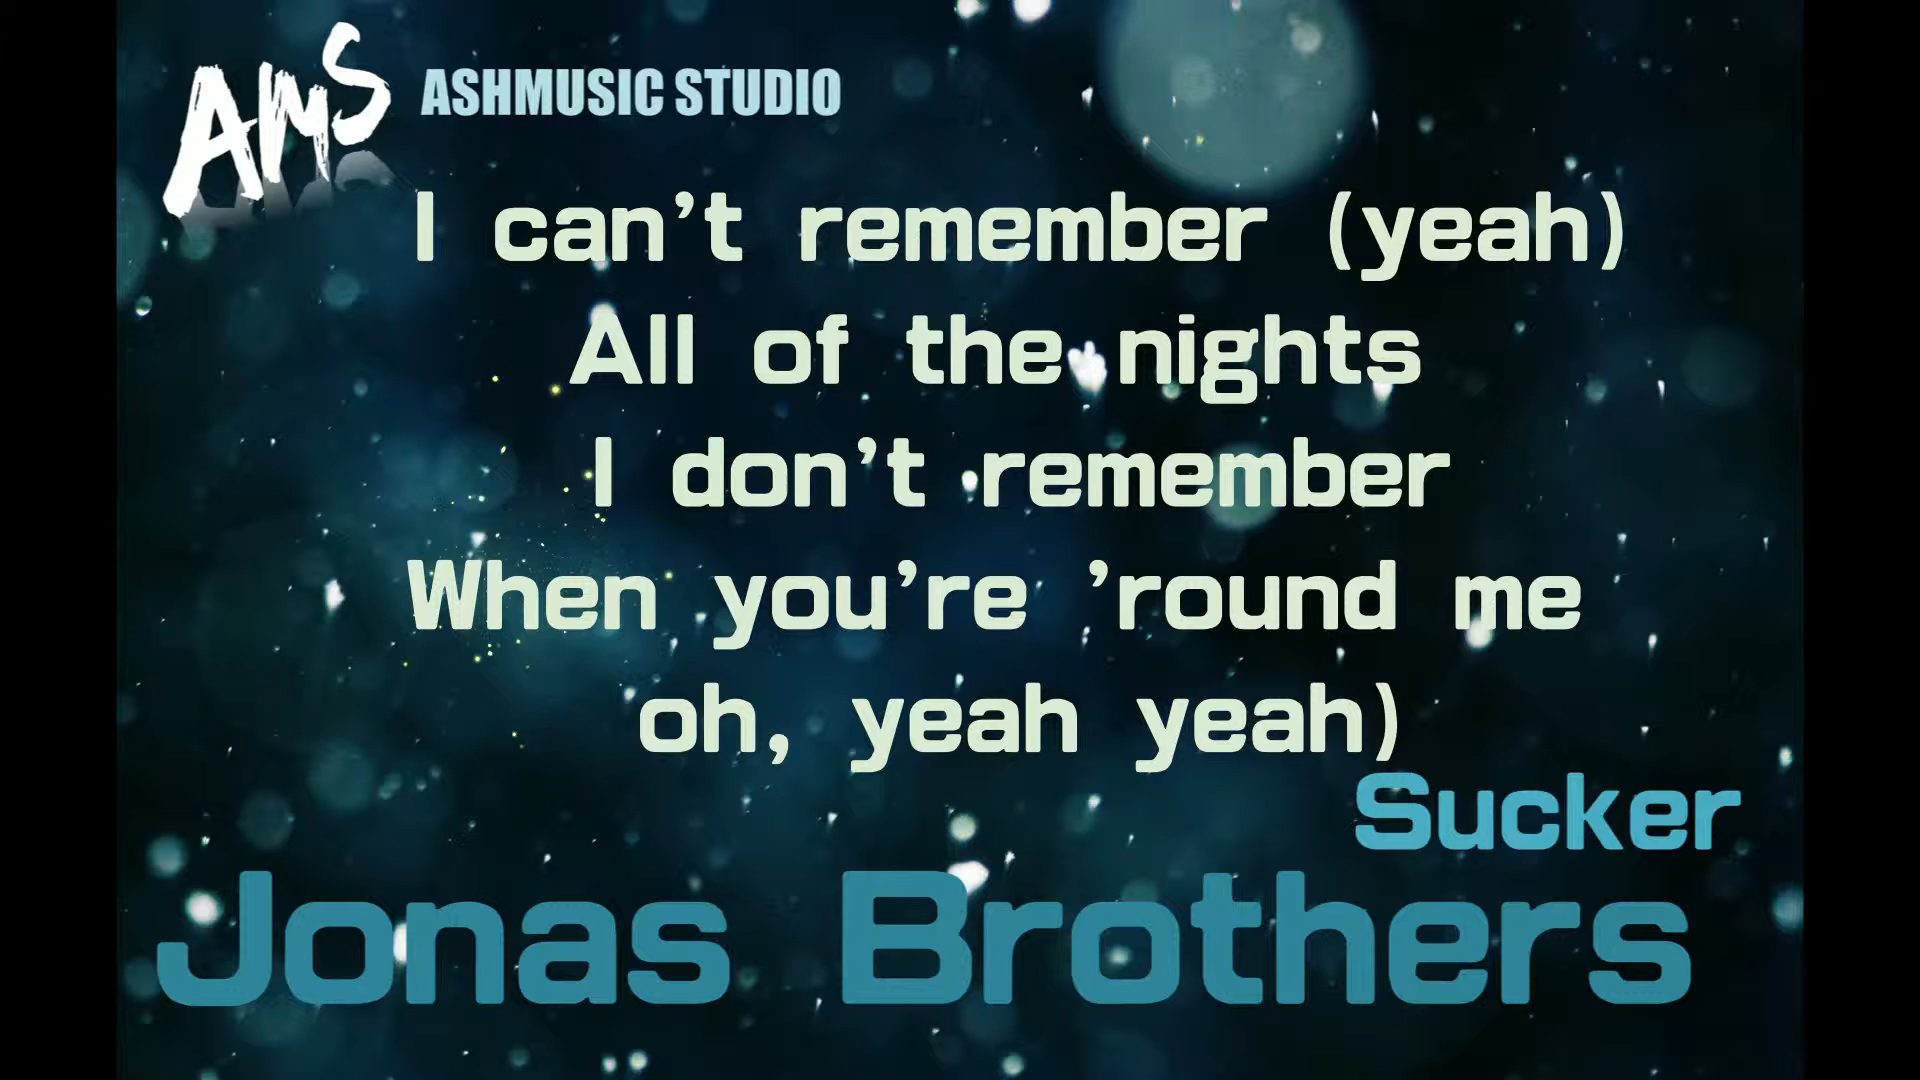 AMS
ASHMUSIC STUDIO
I can’t remember (yeah)
All of the nights
I don’t remember
When you’re ’round me
oh, yeah yeah)
Sucker
Jonas Brothers